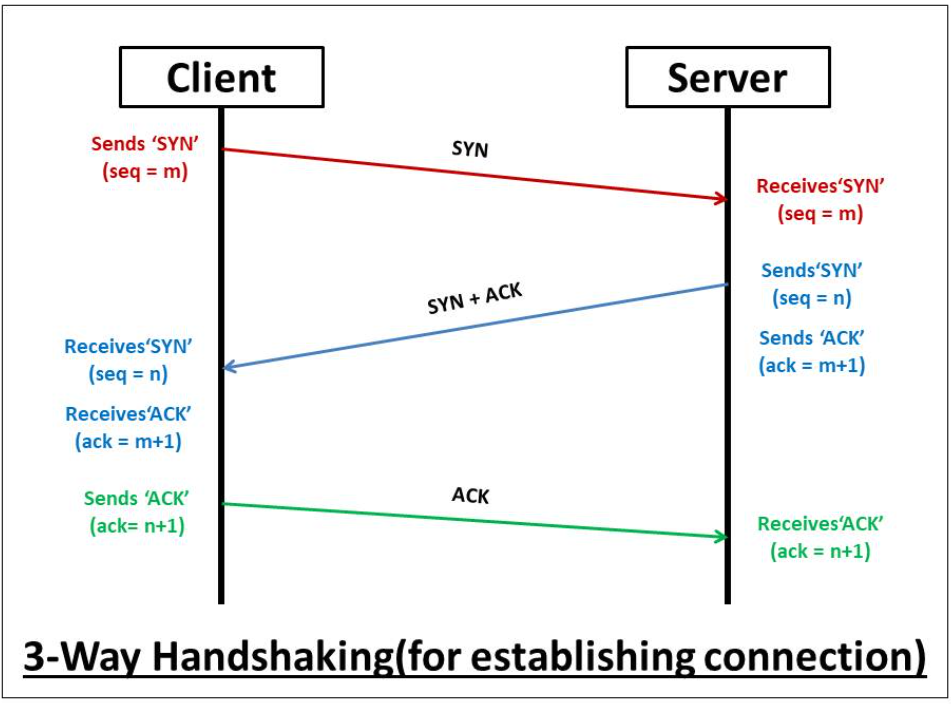 Client
Server
Sends ‘SYN’
(seq = m)
SYN
Receives‘SYN’
(seq = m)
Sends‘SYN’
(seq = n)
SYN + ACK
Sends ‘ACK’
(ack = m+1)
Receives‘SYN’
(seq = n)
Receives‘ACK’
(ack = m+1)
Sends ‘ACK’
(ack= n+1)
ACK
Receives‘ACK’
(ack = n+1)
3-Way Handshaking(for establishing connection)